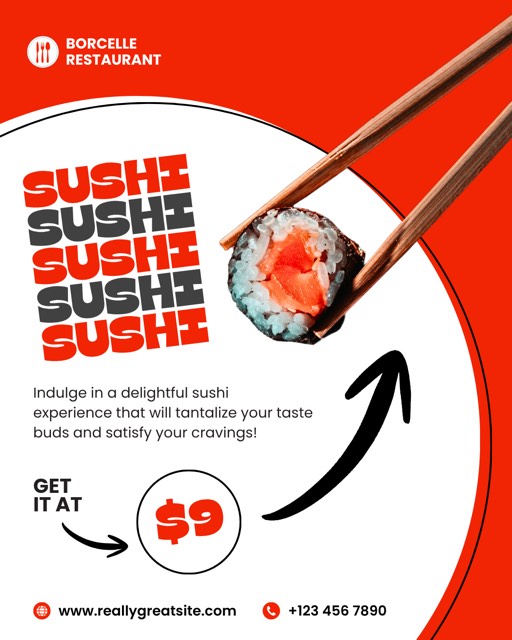 BORCELLE
RESTAURANT
SUSHI
SUSHI
SUSHI
SUSHI
SUSHI
Indulge in a delightful sushi
experience that will tantalize your taste
buds and satisfy your cravings!
GET
IT AT
$9
www.reallygreatsite.com
+123 456 7890